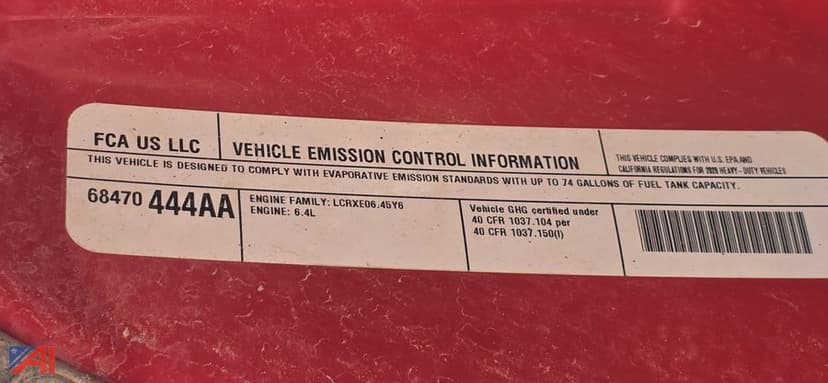 FCA US LLC
VEHICLE EMISSION CONTROL INFORMATION
THIS VEHICLE COMPLIES WITH U.S. EPA AND
CALIFORNIA REGULATIONS FOR 2020 HEAVY-DUTY VEHICLES
THIS VEHICLE IS DESIGNED TO COMPLY WITH EVAPORATIVE EMISSION STANDARDS WITH UP TO 74 GALLONS OF FUEL TANK CAPACITY.
68470 444AA
ENGINE FAMILY: LCRXE06.45Y6
ENGINE: 6.4L
Vehicle GHG certified under
40 CFR 1037.104 per
40 CFR 1037.150(l)
AI